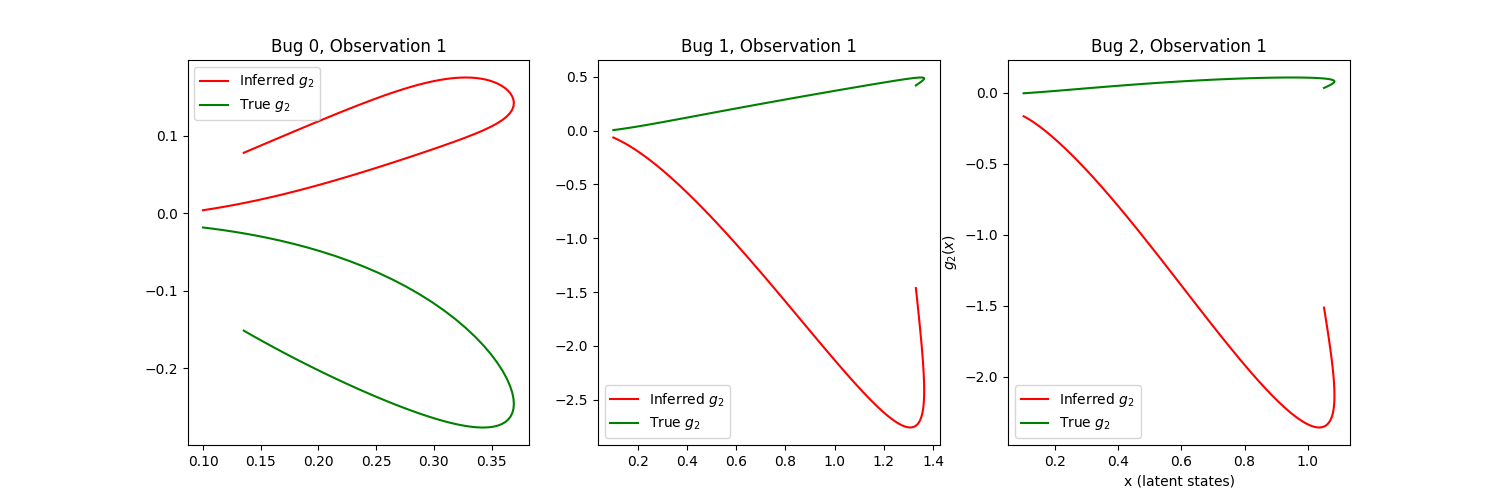 Bug 0, Observation 1
Inferred g₂
True g₂
0.1
0.0
−0.1
−0.2
0.10 0.15 0.20 0.25 0.30 0.35
Bug 1, Observation 1
0.5
0.0
−0.5
−1.0
−1.5
−2.0
−2.5
Inferred g₂
True g₂
0.2 0.4 0.6 0.8 1.0 1.2 1.4
Bug 2, Observation 1
g₂(x)
0.0
−0.5
−1.0
−1.5
−2.0
Inferred g₂
True g₂
0.2 0.4 0.6 0.8 1.0
x (latent states)